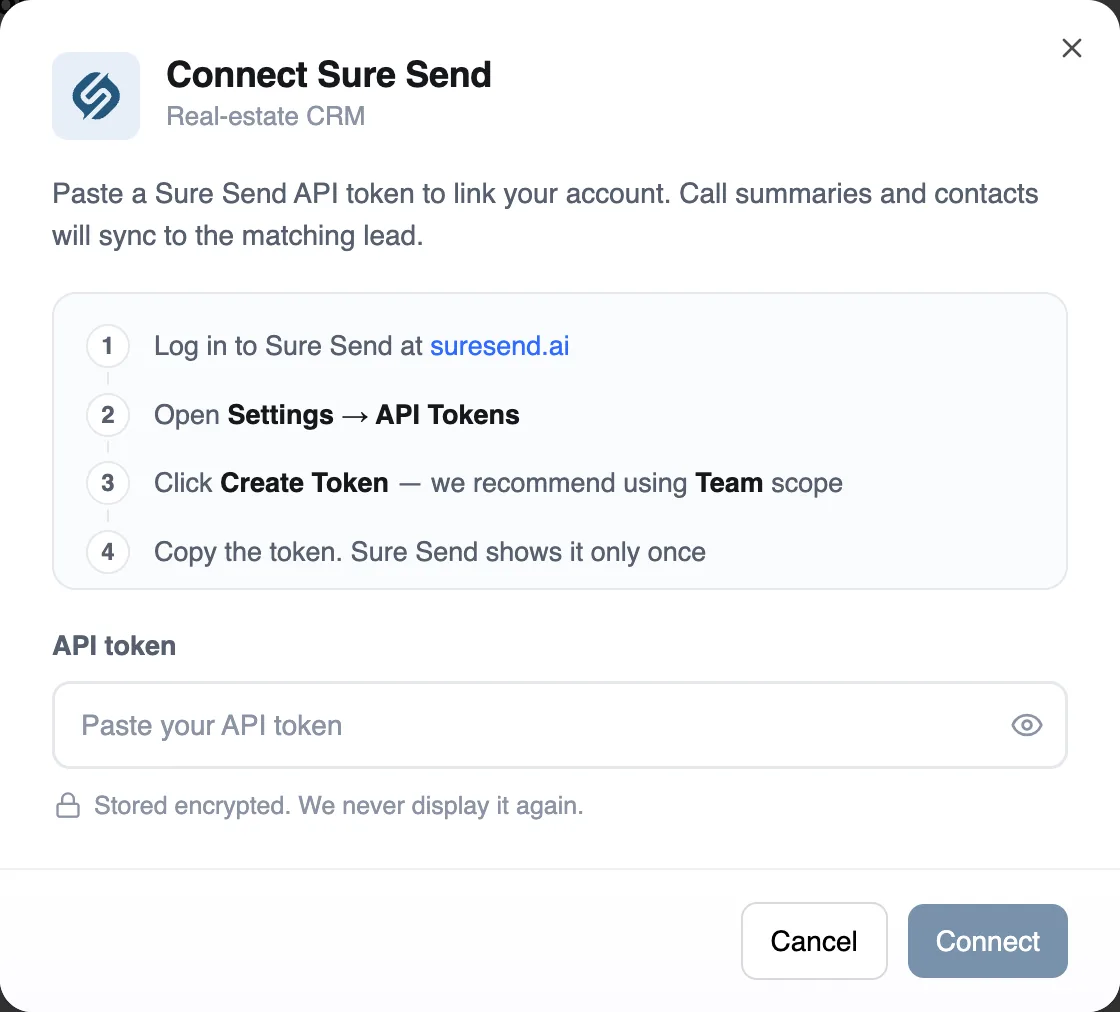 Connect Sure Send
Real-estate CRM
Paste a Sure Send API token to link your account. Call summaries and contacts
will sync to the matching lead.
1 Log in to Sure Send at suresend.ai
2 Open Settings → API Tokens
3 Click Create Token — we recommend using Team scope
4 Copy the token. Sure Send shows it only once
API token
Paste your API token
Stored encrypted. We never display it again.
Cancel Connect